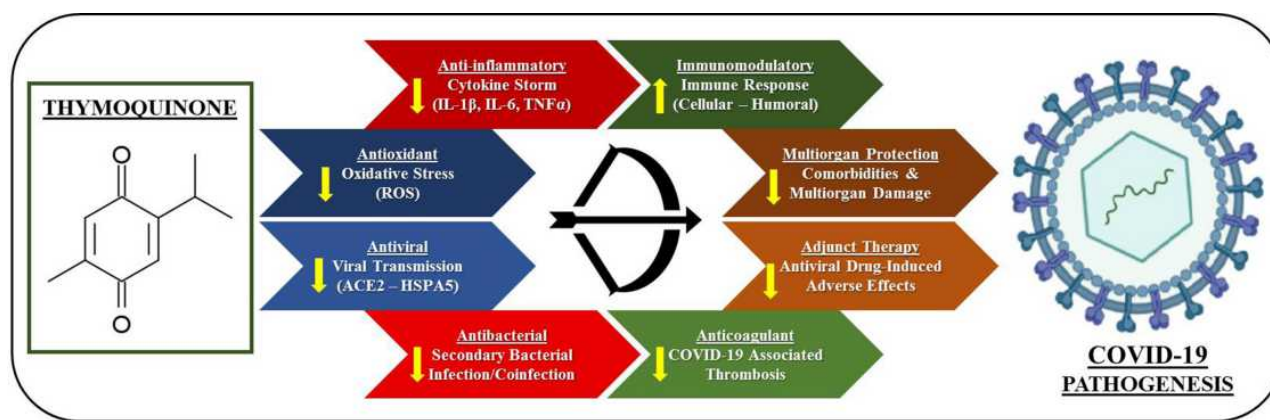 THYMOQUINONE
O
O
Anti-inflammatory
Cytokine Storm
(IL-1β, IL-6, TNFα)
Immunomodulatory
Immune Response
(Cellular – Humoral)
Antioxidant
Oxidative Stress
(ROS)
Multiorgan Protection
Comorbidities &
Multiorgan Damage
Antiviral
Viral Transmission
(ACE2 – HSPA5)
Adjunct Therapy
Antiviral Drug-Induced
Adverse Effects
Antibacterial
Secondary Bacterial
Infection/Coinfection
Anticoagulant
COVID-19 Associated
Thrombosis
COVID-19
PATHOGENESIS